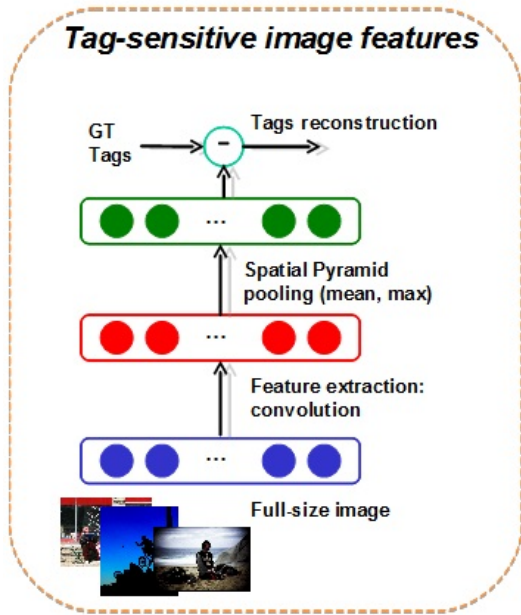 Tag-sensitive image features
GT
Tags
-
Tags reconstruction
...
Spatial Pyramid
pooling (mean, max)
...
Feature extraction:
convolution
...
Full-size image